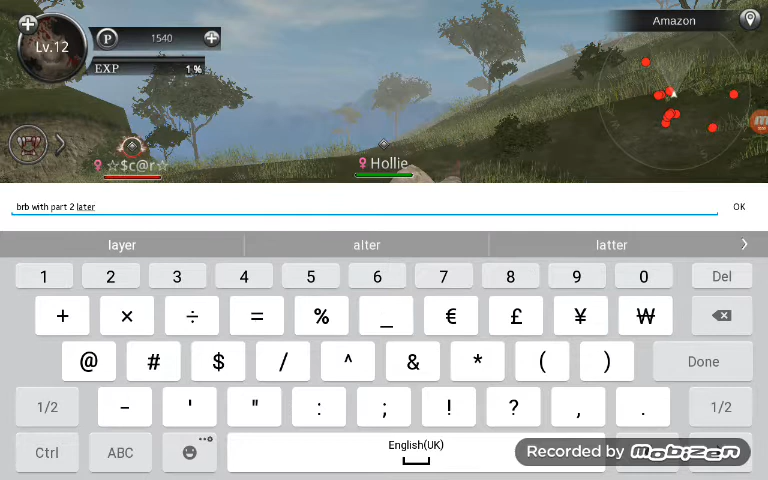 Lv.12
P 1540
EXP 1 %
Amazon
☆$c@r☆
Hollie
brb with part 2 later
OK
layer alter latter
1 2 3 4 5 6 7 8 9 0 Del
+ × ÷ = % _ € £ ¥ ₩
@ # $ / ^ & * ( ) Done
1/2 - ' " : ; ! ? , . 1/2
Ctrl ABC English(UK)
Recorded by mobizen